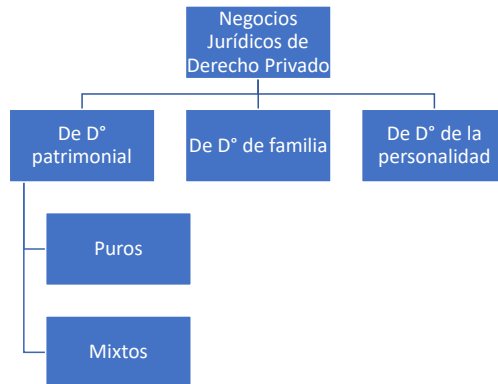 Negocios
Jurídicos de
Derecho Privado
De D° patrimonial
De D° de familia
De D° de la personalidad
Puros
Mixtos